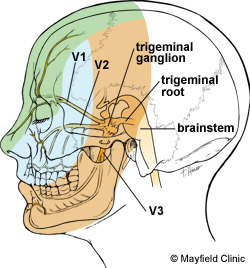 V1
V2
trigeminal
ganglion
trigeminal
root
brainstem
V3
© Mayfield Clinic